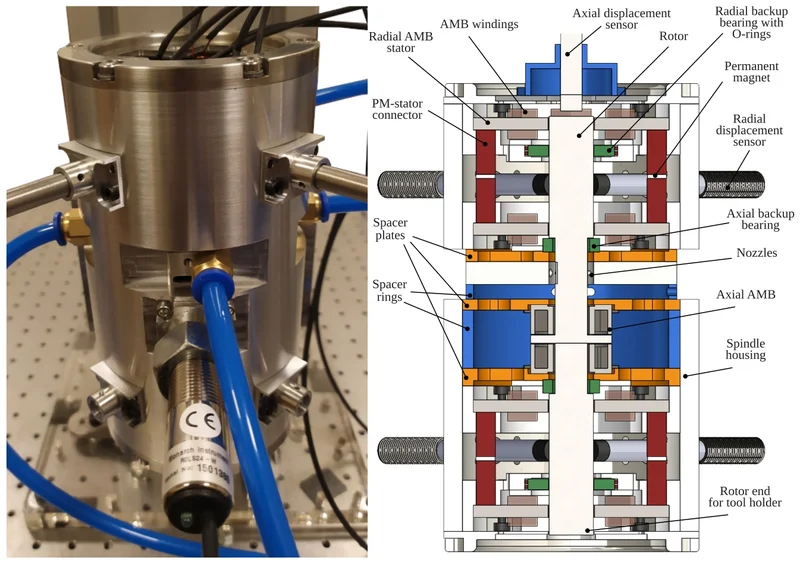 Axial displacement
sensor
Radial backup
bearing with
O-rings
AMB windings
Rotor
Radial AMB
stator
Permanent
magnet
PM-stator
connector
Radial
displacement
sensor
Axial backup
bearing
Spacer
plates
Nozzles
Spacer
rings
Axial AMB
Spindle
housing
Rotor end
for tool holder
CE
Monarch Instrument